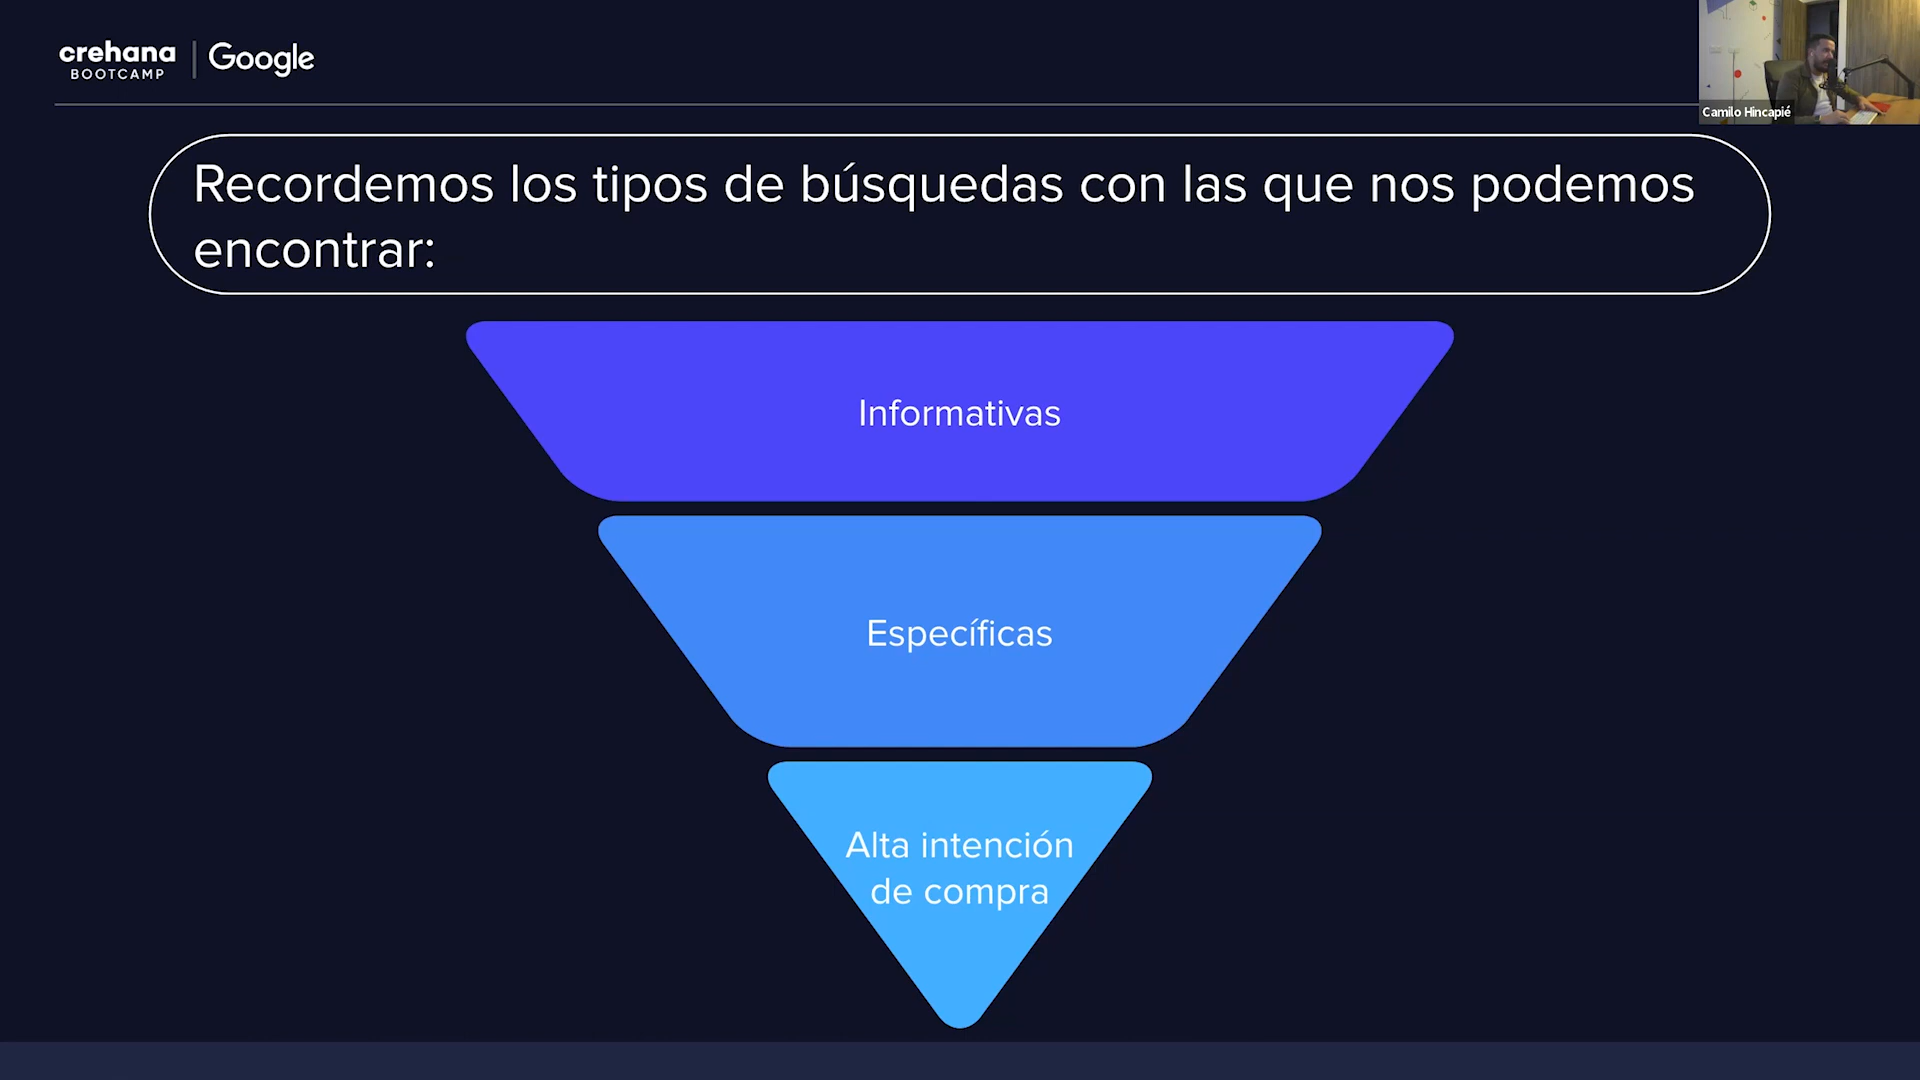 crehana
BOOTCAMP
Google
Camilo Hincapié
Recordemos los tipos de búsquedas con las que nos podemos
encontrar:
Informativas
Específicas
Alta intención
de compra